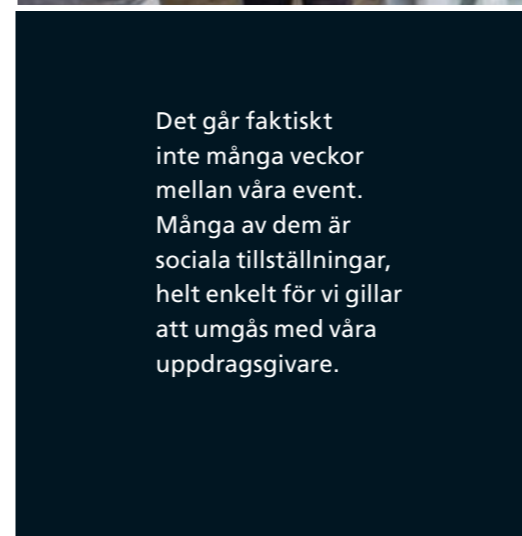 Det går faktiskt
inte många veckor
mellan våra event.
Många av dem är
sociala tillställningar,
helt enkelt för vi gillar
att umgås med våra
uppdragsgivare.